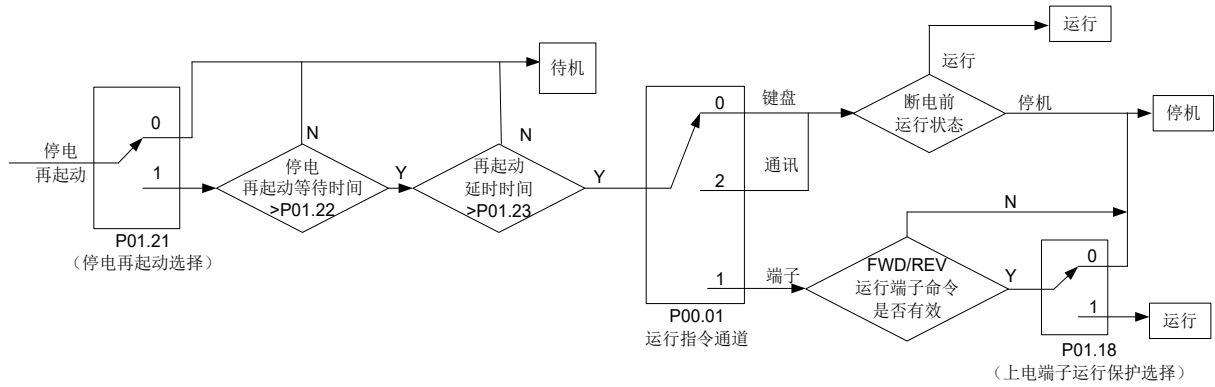 停电
再起动
0
1
P01.21
（停电再起动选择）
N
停电
再起动等待时间
>P01.22
Y
N
再起动
延时时间
>P01.23
Y
待机
0
键盘
2
通讯
1
端子
P00.01
运行指令通道
断电前
运行状态
运行
运行
停机
停机
FWD/REV
运行端子命令
是否有效
N
Y
0
1
P01.18
（上电端子运行保护选择）
运行